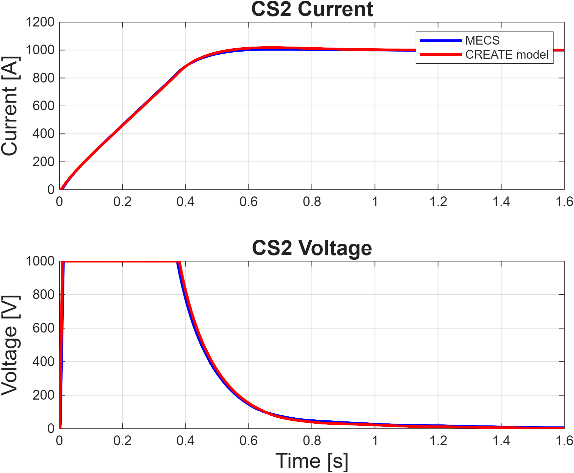 CS2 Current
1200
1000
800
600
400
200
0
Current [A]
MECS
CREATE model
0 0.2 0.4 0.6 0.8 1 1.2 1.4 1.6
CS2 Voltage
1000
800
600
400
200
0
Voltage [V]
0 0.2 0.4 0.6 0.8 1 1.2 1.4 1.6
Time [s]